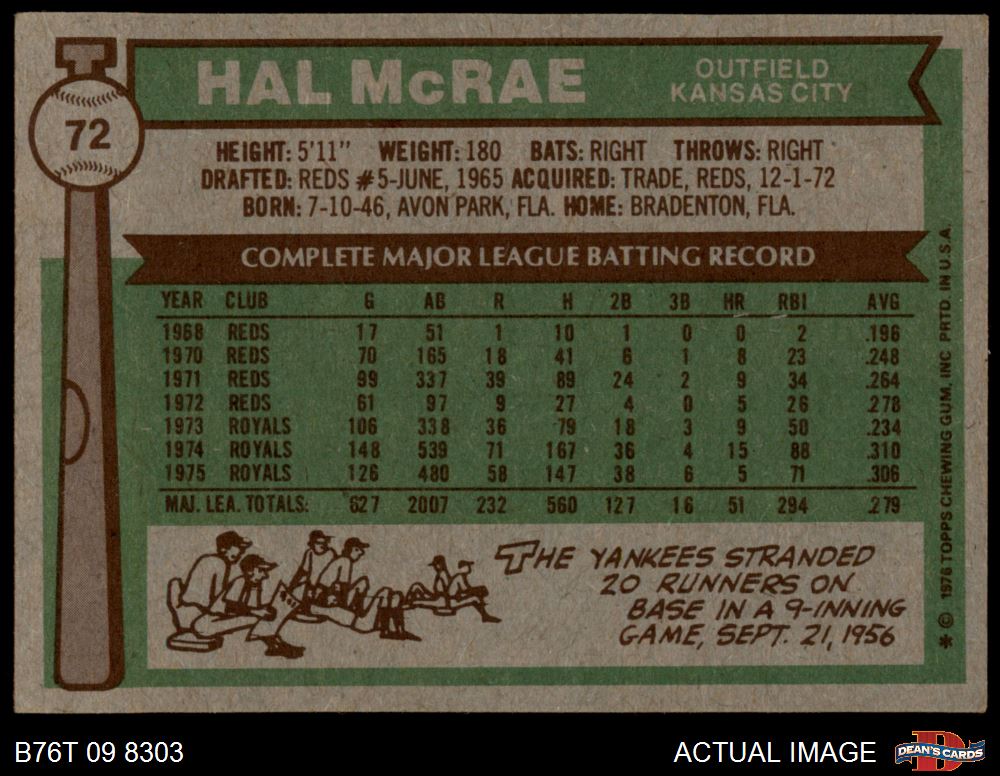 T
72
HAL McRAE
OUTFIELD
KANSAS CITY
HEIGHT: 5'11" WEIGHT: 180 BATS: RIGHT THROWS: RIGHT
DRAFTED: REDS #5-JUNE, 1965 ACQUIRED: TRADE, REDS, 12-1-72
BORN: 7-10-46, AVON PARK, FLA. HOME: BRADENTON, FLA.
COMPLETE MAJOR LEAGUE BATTING RECORD
YEAR CLUB G AB R H 2B 3B HR RBI AVG
1968 REDS 17 51 1 10 1 0 0 2 .196
1970 REDS 70 165 18 41 6 1 8 23 .248
1971 REDS 99 337 39 89 24 2 9 34 .264
1972 REDS 61 97 9 27 4 0 5 26 .278
1973 ROYALS 106 338 36 79 18 3 9 50 .234
1974 ROYALS 148 539 71 167 36 4 15 88 .310
1975 ROYALS 126 480 58 147 38 6 5 71 .306
MAJ. LEA. TOTALS: 627 2007 232 560 127 16 51 294 .279
THE YANKEES STRANDED
20 RUNNERS ON
BASE IN A 9-INNING
GAME, SEPT. 21, 1956
* © 1976 TOPPS CHEWING GUM, INC. PRTD. IN U.S.A.
B76T 09 8303
ACTUAL IMAGE
D
DEAN'S CARDS